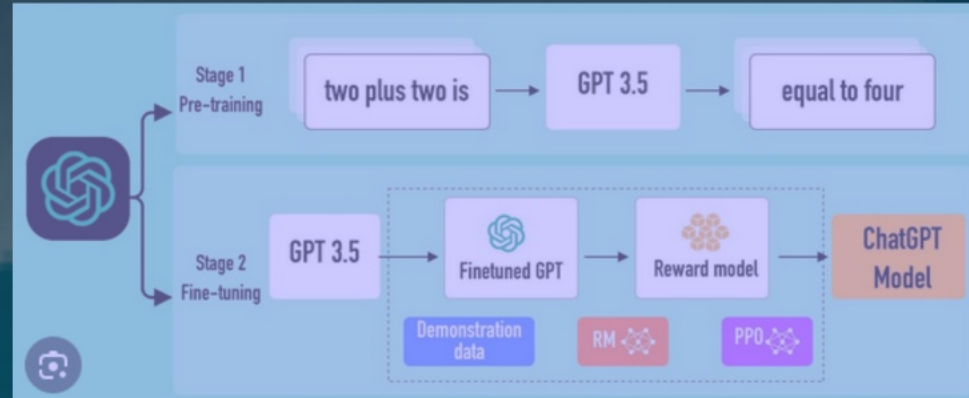 Stage 1
Pre-training
two plus two is
GPT 3.5
equal to four
Stage 2
Fine-tuning
GPT 3.5
Finetuned GPT
Reward model
ChatGPT
Model
Demonstration
data
RM
PPO